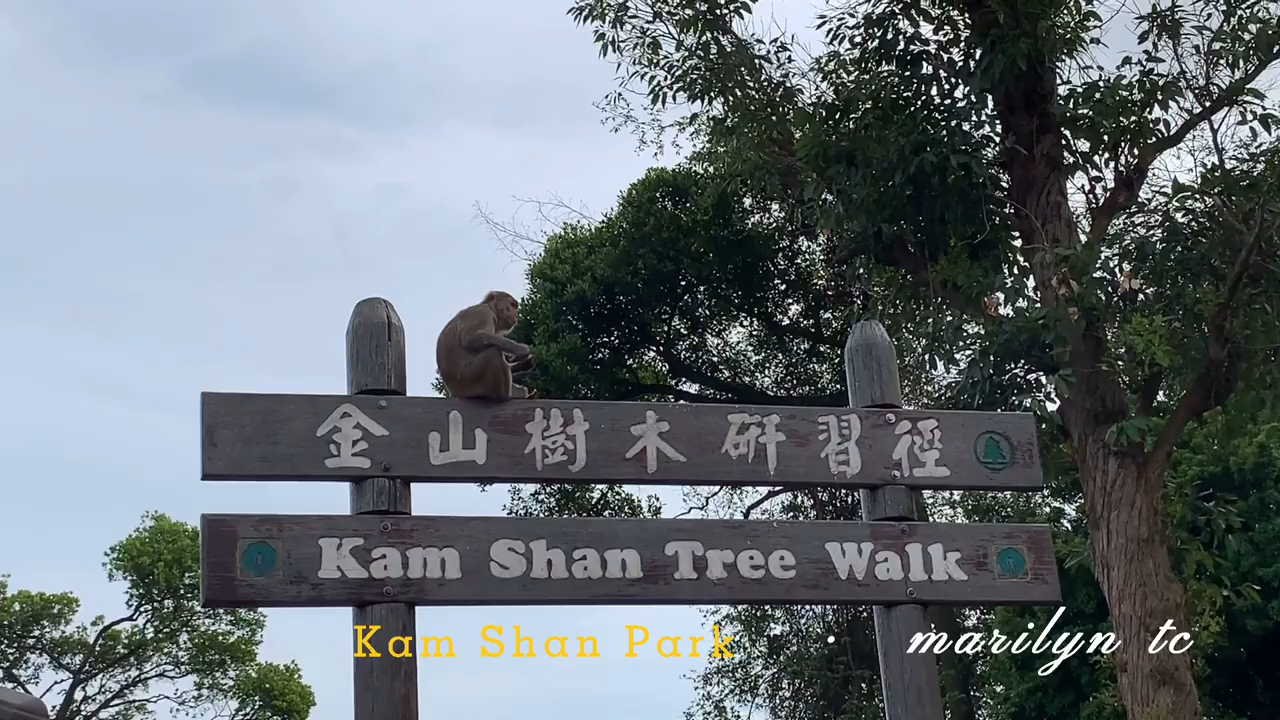 金山樹木研習徑
Kam Shan Tree Walk
Kam Shan Park · marilyn tc